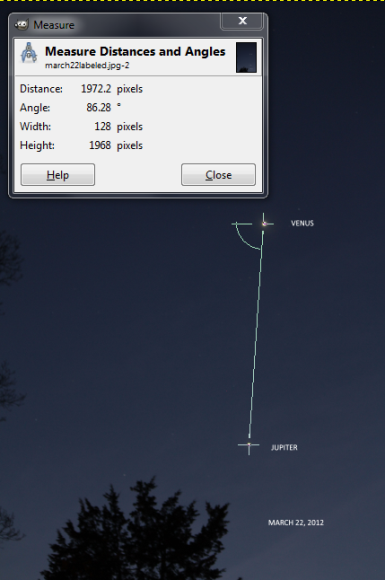 Measure
X
Measure Distances and Angles
march22labeled.jpg-2
Distance: 1972.2 pixels
Angle: 86.28 °
Width: 128 pixels
Height: 1968 pixels
Help Close
VENUS
JUPITER
MARCH 22, 2012